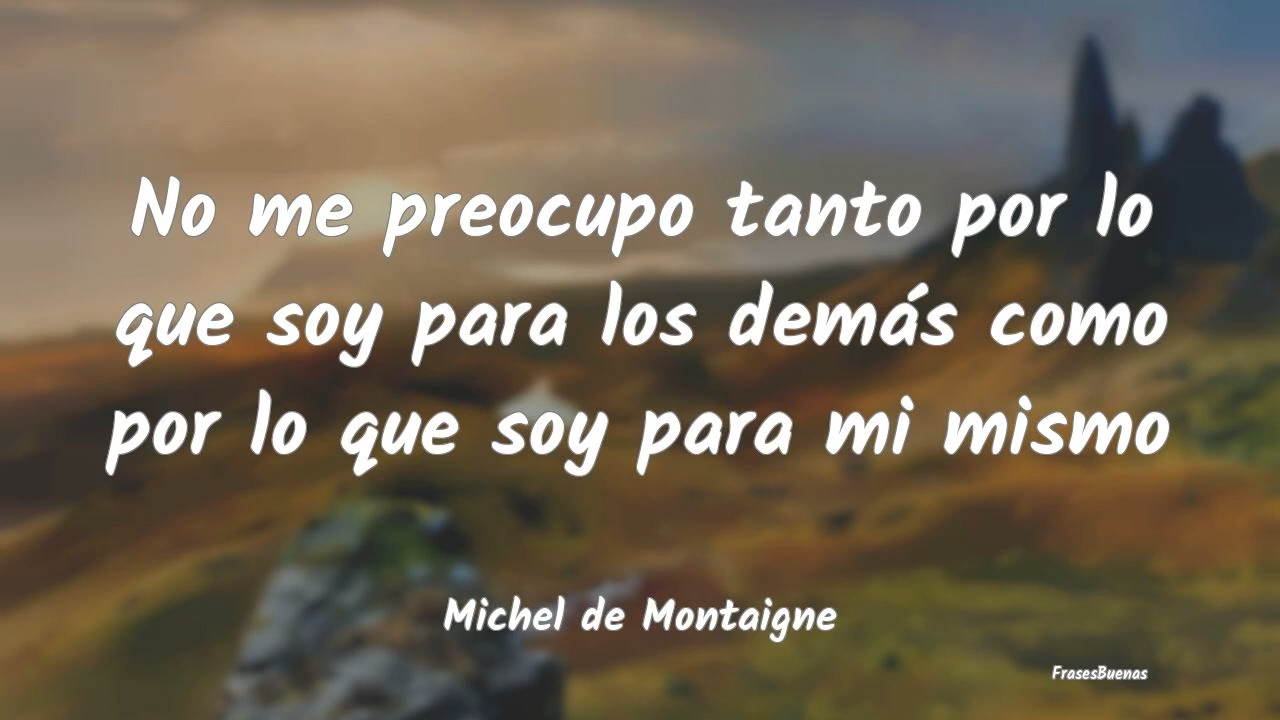 No me preocupo tanto por lo
que soy para los demás como
por lo que soy para mi mismo
Michel de Montaigne
FrasesBuenas